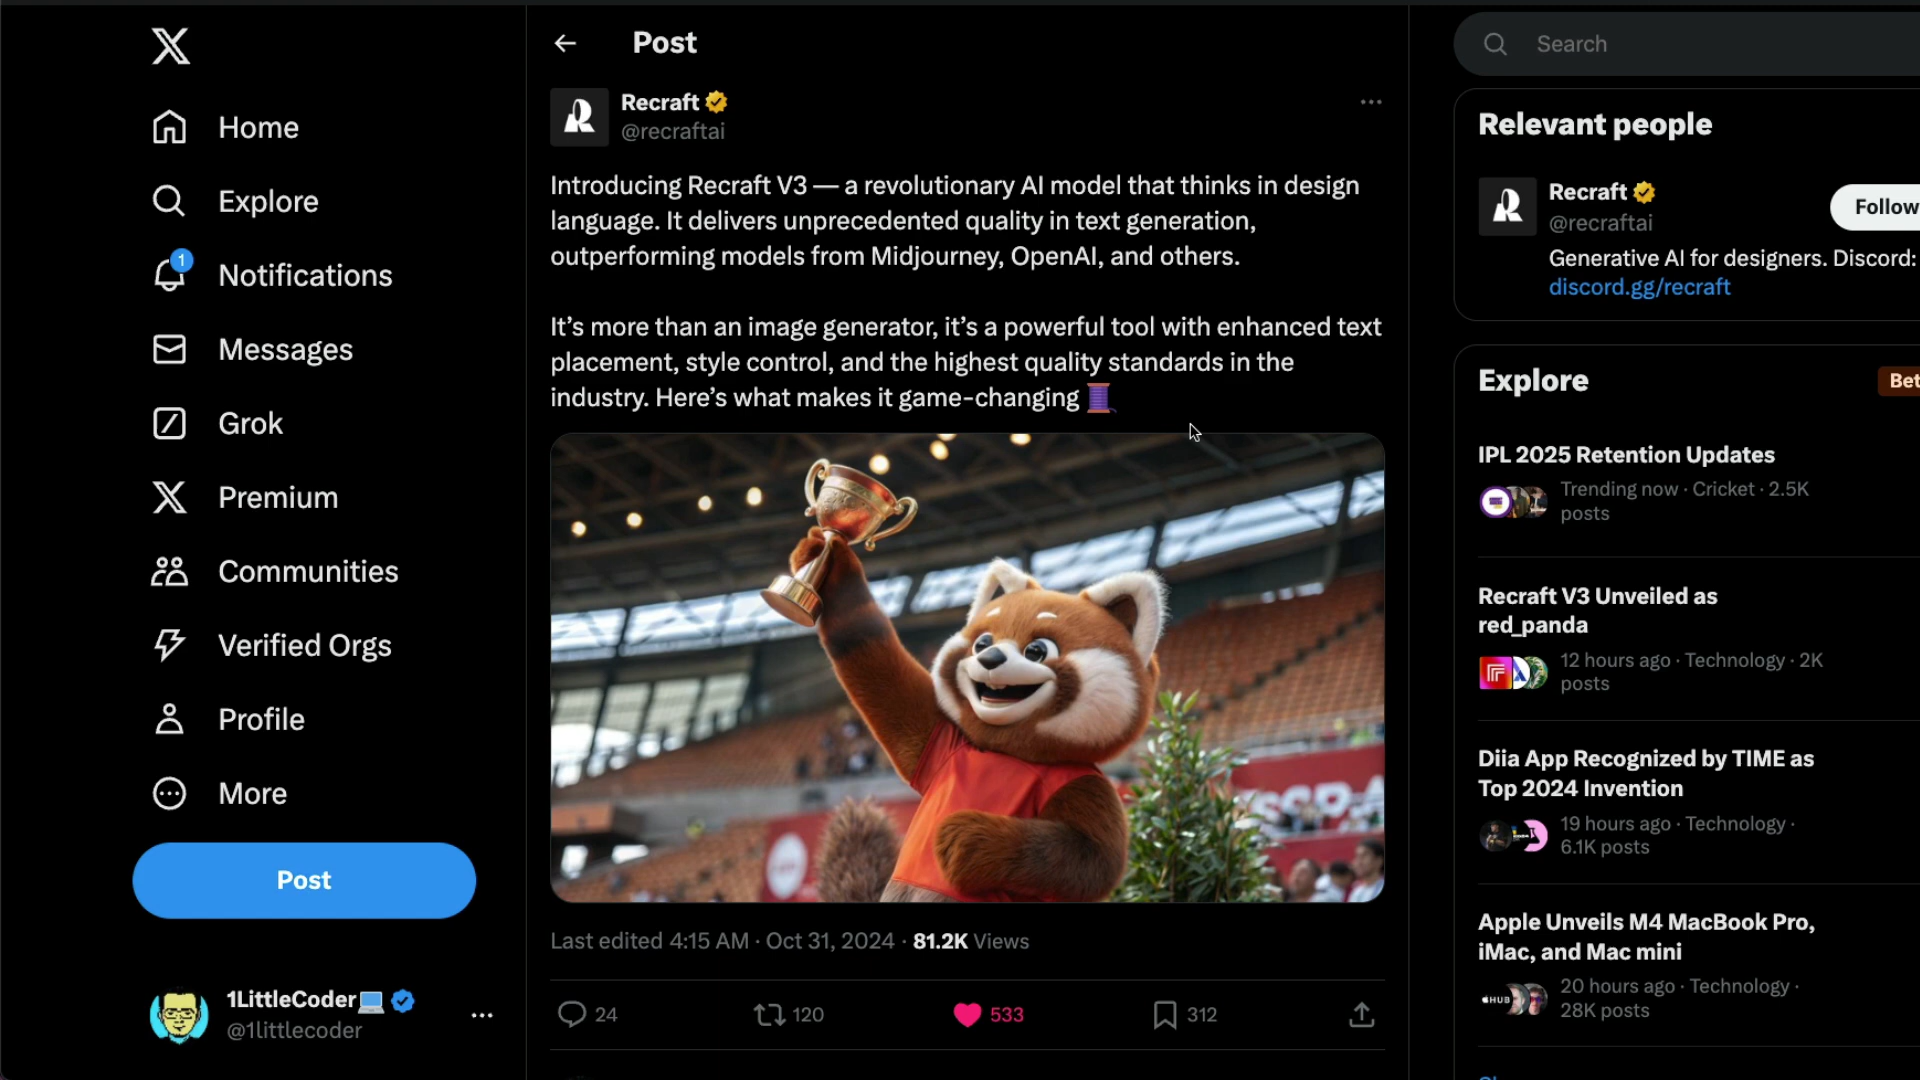 Home
Explore
1
Notifications
Messages
Grok
Premium
Communities
Verified Orgs
Profile
More
Post
1LittleCoder💻
@1littlecoder
Post
Recraft
@recraftai
Introducing Recraft V3 — a revolutionary AI model that thinks in design
language. It delivers unprecedented quality in text generation,
outperforming models from Midjourney, OpenAI, and others.
It’s more than an image generator, it’s a powerful tool with enhanced text
placement, style control, and the highest quality standards in the
industry. Here’s what makes it game-changing 🧵
Last edited 4:15 AM · Oct 31, 2024 · 81.2K Views
24
120
533
312
Search
Relevant people
Recraft
@recraftai
Follow
Generative AI for designers. Discord:
discord.gg/recraft
Explore
Bet
IPL 2025 Retention Updates
Trending now · Cricket · 2.5K
posts
Recraft V3 Unveiled as
red_panda
12 hours ago · Technology · 2K
posts
Diia App Recognized by TIME as
Top 2024 Invention
19 hours ago · Technology ·
6.1K posts
Apple Unveils M4 MacBook Pro,
iMac, and Mac mini
HUB
20 hours ago · Technology ·
28K posts